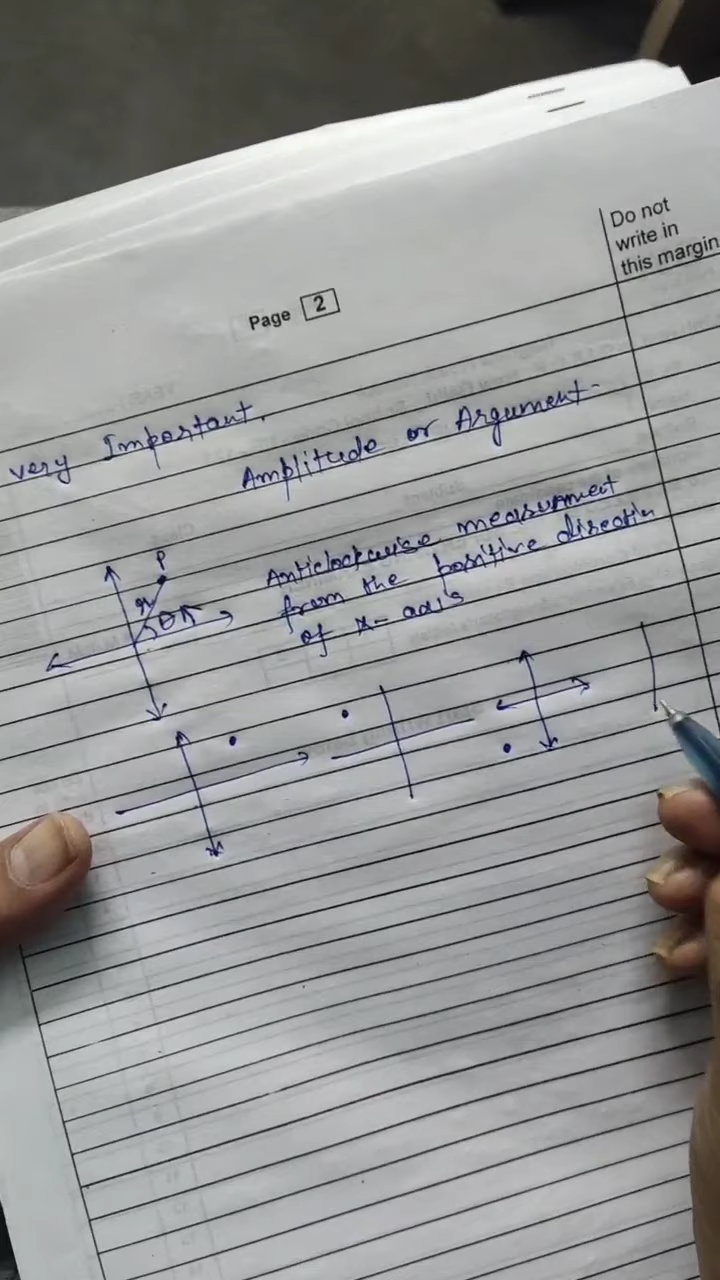 Do not
write in
this margin
Page 2
very Important.
Amplitude or Argument-
P
r
θ
Anticlockwise measurement
from the positive direction
of x-axis